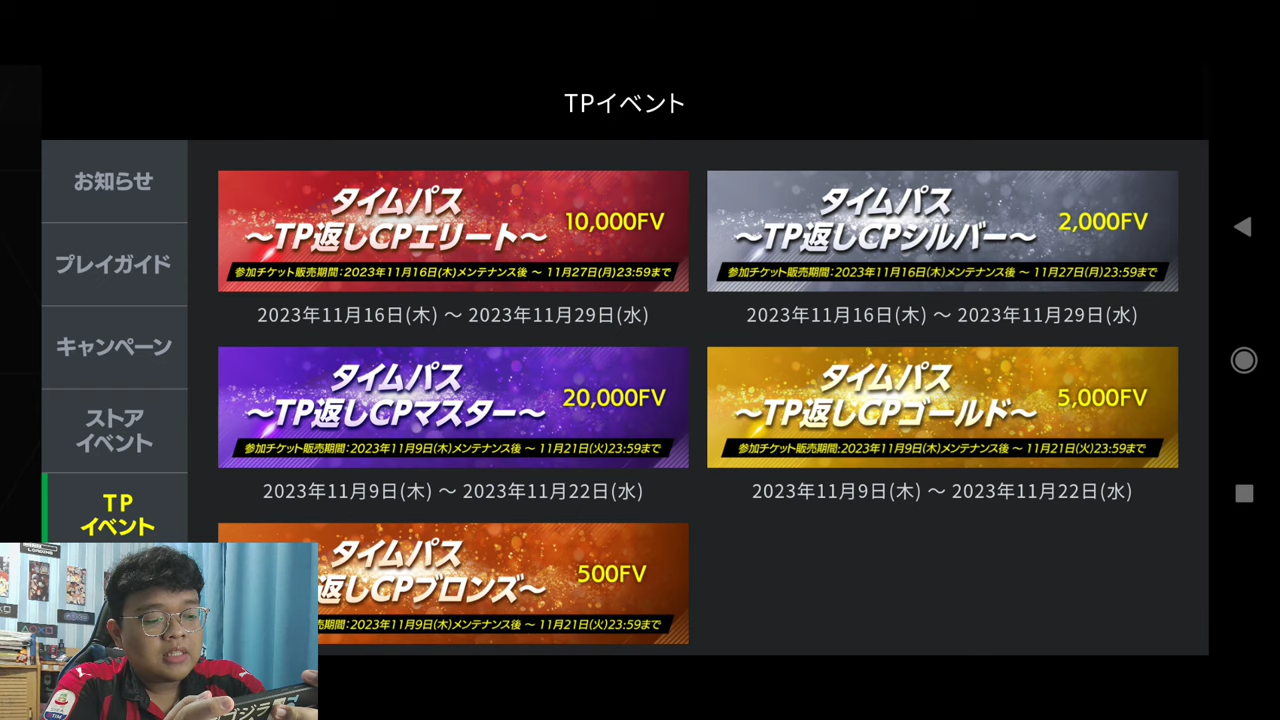 TPイベント
お知らせ
プレイガイド
キャンペーン
ストア
イベント
TP
イベント
タイムパス
〜TP返しCPエリート〜
10,000FV
参加チケット販売期間：2023年11月16日(木)メンテナンス後 〜 11月27日(月)23:59まで
2023年11月16日(木) 〜 2023年11月29日(水)
タイムパス
〜TP返しCPシルバー〜
2,000FV
参加チケット販売期間：2023年11月16日(木)メンテナンス後 〜 11月27日(月)23:59まで
2023年11月16日(木) 〜 2023年11月29日(水)
タイムパス
〜TP返しCPマスター〜
20,000FV
参加チケット販売期間：2023年11月9日(木)メンテナンス後 〜 11月21日(火)23:59まで
2023年11月9日(木) 〜 2023年11月22日(水)
タイムパス
〜TP返しCPゴールド〜
5,000FV
参加チケット販売期間：2023年11月9日(木)メンテナンス後 〜 11月21日(火)23:59まで
2023年11月9日(木) 〜 2023年11月22日(水)
タイムパス
返しCPブロンズ〜
500FV
期間：2023年11月9日(木)メンテナンス後 〜 11月21日(火)23:59まで
ゴジラ